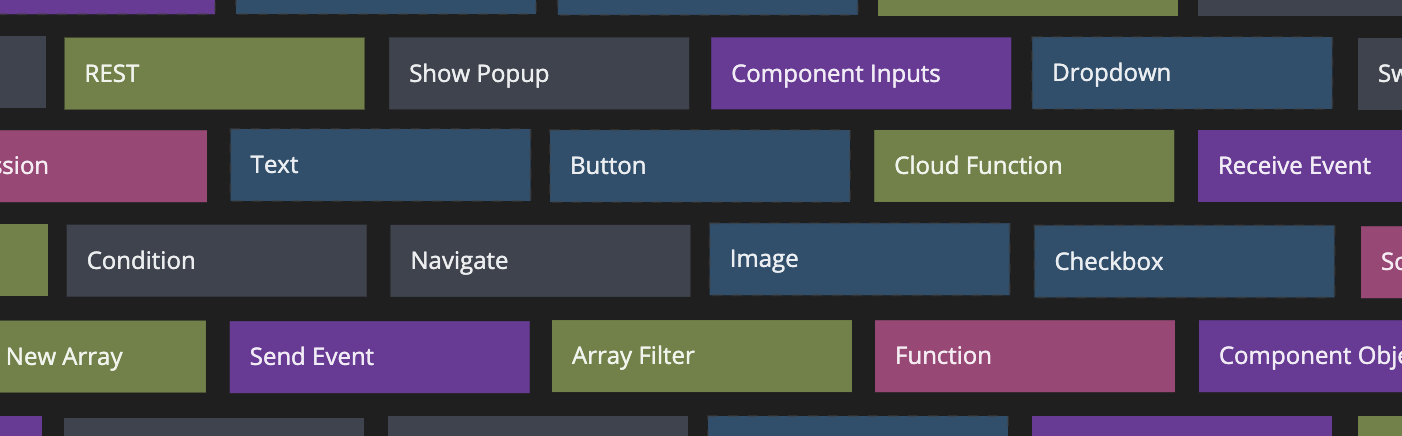 REST
Show Popup
Component Inputs
Dropdown
Sw
ssion
Text
Button
Cloud Function
Receive Event
Condition
Navigate
Image
Checkbox
New Array
Send Event
Array Filter
Function
Component Obje